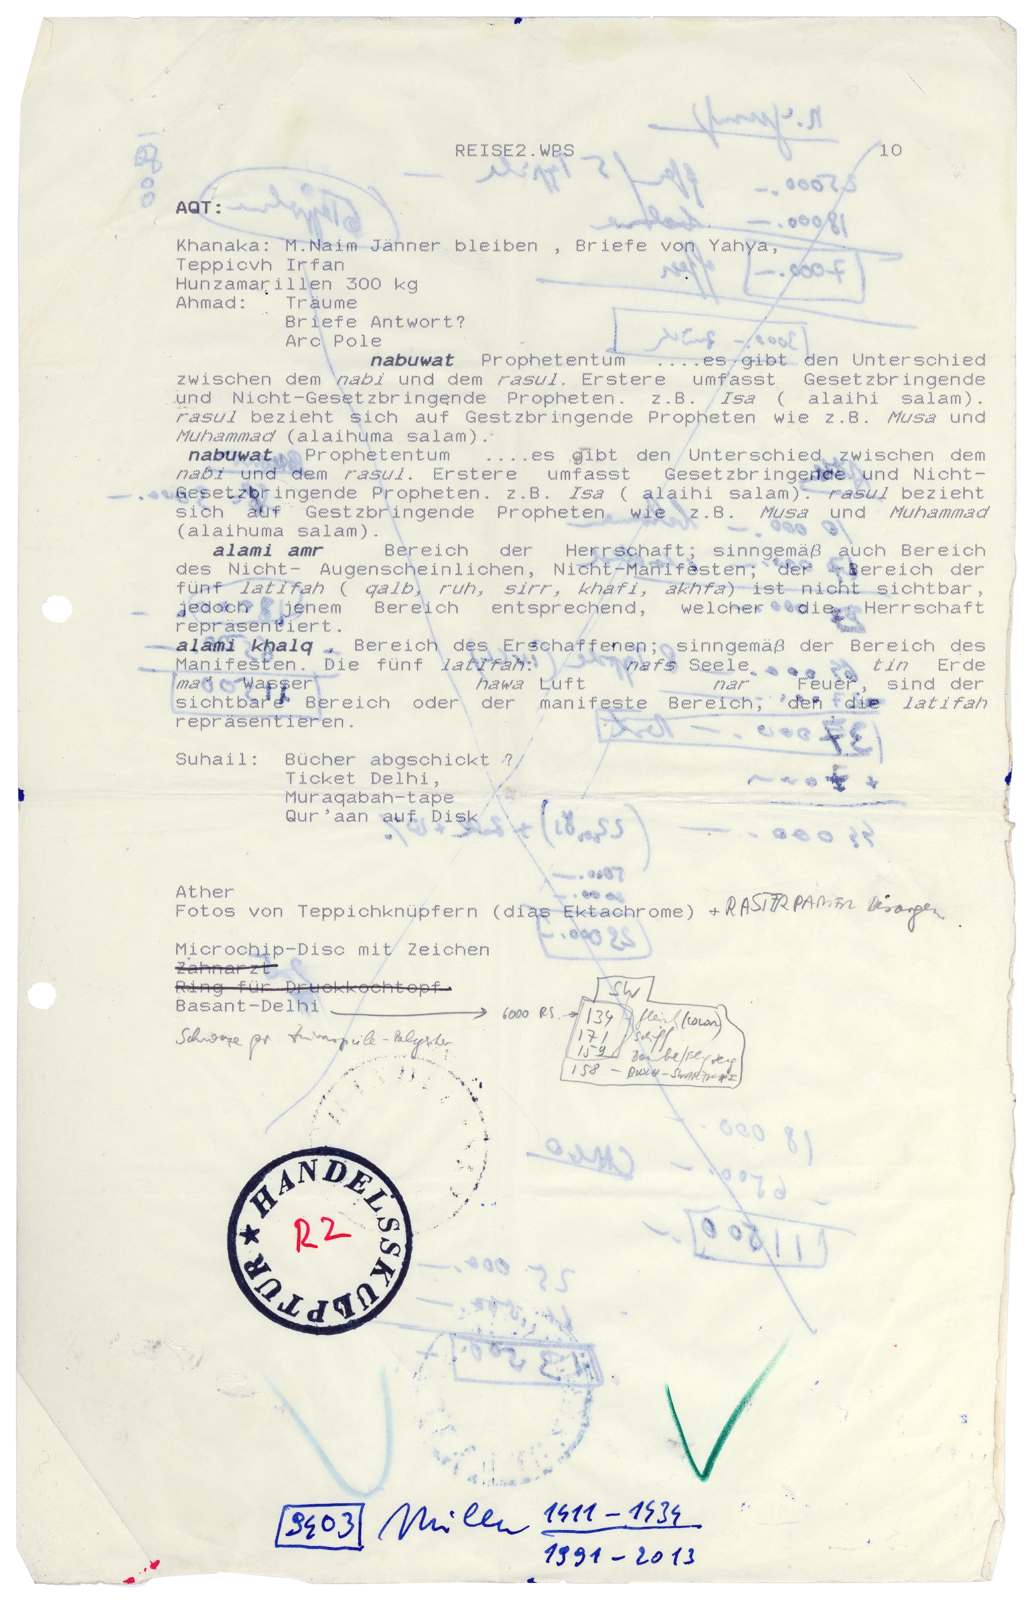 REISE2.WPS 10
AQT:
Khanaka: M.Naim Jänner bleiben , Briefe von Yahya,
Teppicvh Irfan
Hunzamarillen 300 kg
Ahmad: Träume
Briefe Antwort?
Arc Pole
nabuwat Prophetentum ....es gibt den Unterschied
zwischen dem nabi und dem rasul. Erstere umfasst Gesetzbringende
und Nicht-Gesetzbringende Propheten. z.B. Isa ( alaihi salam).
rasul bezieht sich auf Gestzbringende Propheten wie z.B. Musa und
Muhammad (alaihuma salam).
nabuwat Prophetentum ....es gibt den Unterschied zwischen dem
nabi und dem rasul. Erstere umfasst Gesetzbringende und Nicht-
Gesetzbringende Propheten. z.B. Isa ( alaihi salam). rasul bezieht
sich auf Gestzbringende Propheten wie z.B. Musa und Muhammad
(alaihuma salam).
alami amr Bereich der Herrschaft; sinngemäß auch Bereich
des Nicht- Augenscheinlichen, Nicht-Manifesten; der Bereich der
fünf latifah ( qalb, ruh, sirr, khafi, akhfa) ist nicht sichtbar,
jedoch jenem Bereich entsprechend, welcher die Herrschaft
repräsentiert.
alami khalq , Bereich des Erschaffenen; sinngemäß der Bereich des
Manifesten. Die fünf latifah: nafs Seele, tin Erde
ma' Wasser hawa Luft nar Feuer, sind der
sichtbare Bereich oder der manifeste Bereich; den die latifah
repräsentieren.
Suhail: Bücher abgschickt ?
Ticket Delhi,
Muraqabah-tape
Qur'aan auf Disk
Ather
Fotos von Teppichknüpfern (dias Ektachrome) + RASTERPAPIER besorgen
Microchip-Disc mit Zeichen
Zahnarzt
Ring für Druckkochtopf
Basant-Delhi 6000 RS.
SW
134
171 Schiff
159
158 -
HANDELSSKULPTUR
R2
9403 Müller 1411-1434
1991-2013